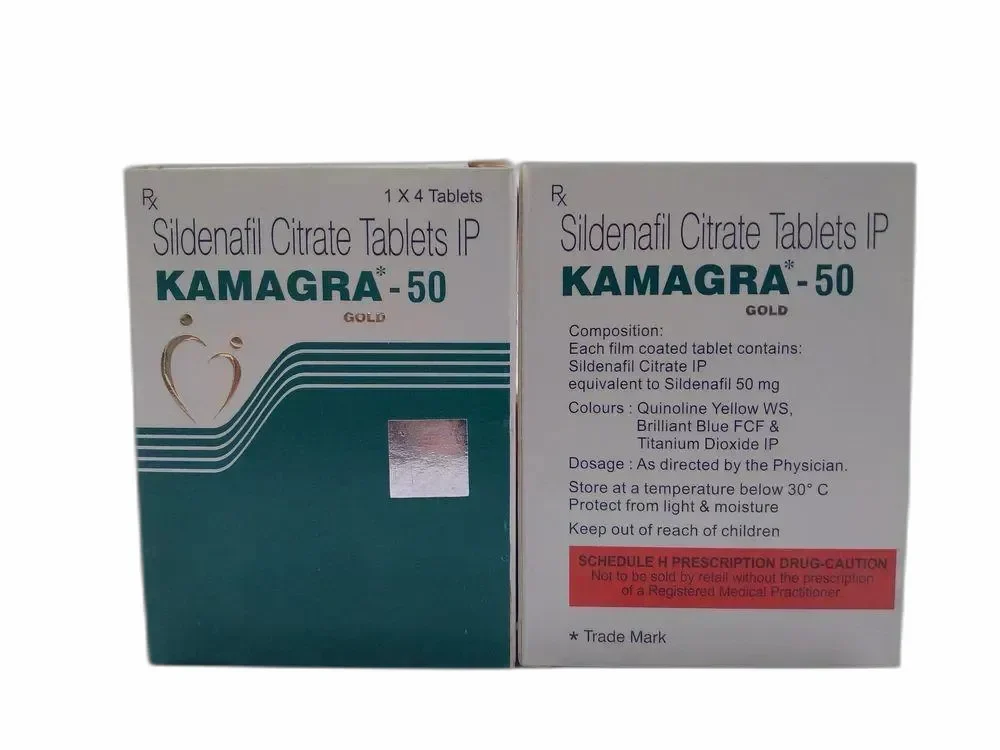 Rx
1 X 4 Tablets
Sildenafil Citrate Tablets IP
KAMAGRA* - 50
GOLD
Rx
Sildenafil Citrate Tablets IP
KAMAGRA* - 50
GOLD
Composition:
Each film coated tablet contains:
Sildenafil Citrate IP
equivalent to Sildenafil 50 mg
Colours : Quinoline Yellow WS,
Brilliant Blue FCF &
Titanium Dioxide IP
Dosage : As directed by the Physician.
Store at a temperature below 30° C
Protect from light & moisture
Keep out of reach of children
SCHEDULE H PRESCRIPTION DRUG-CAUTION
Not to be sold by retail without the prescription
of a Registered Medical Practitioner.
* Trade Mark